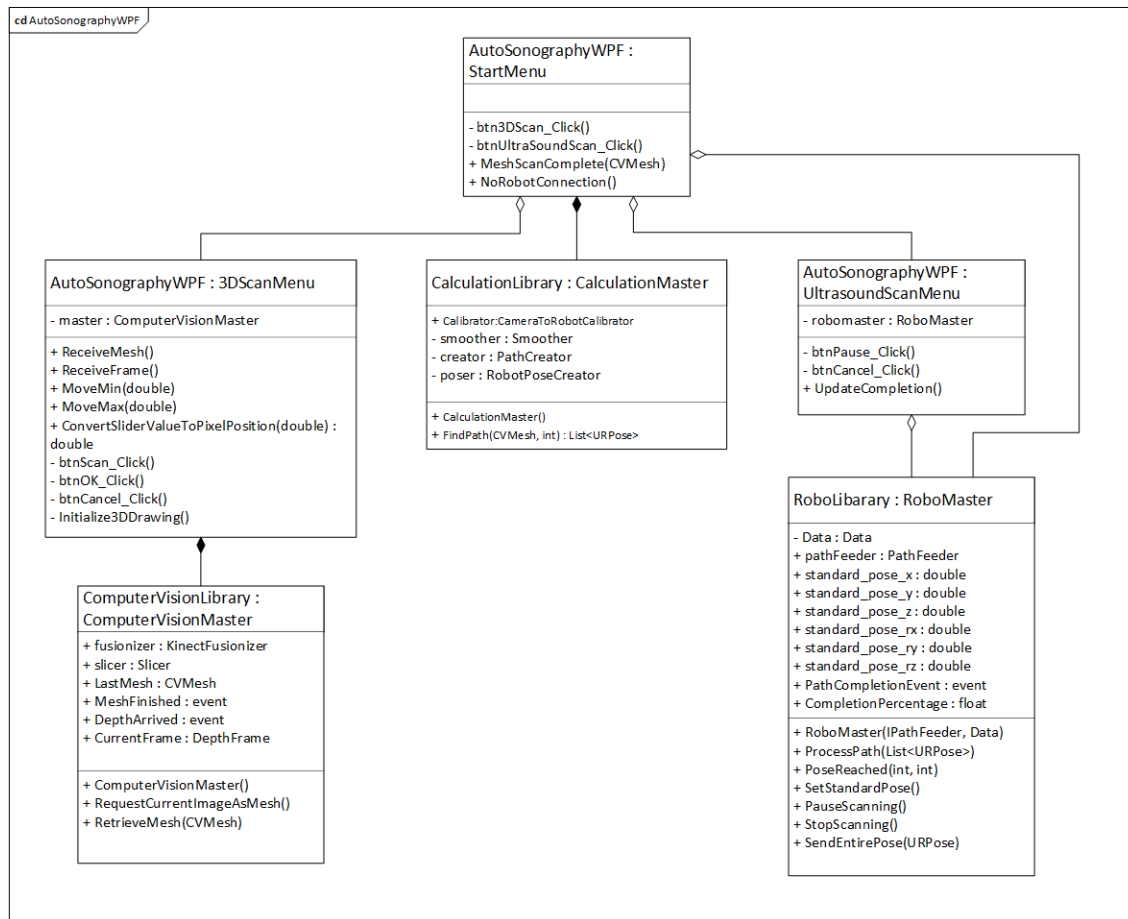 cd AutoSonographyWPF
AutoSonographyWPF :
StartMenu
- btn3DScan_Click()
- btnUltraSoundScan_Click()
+ MeshScanComplete(CVMesh)
+ NoRobotConnection()
AutoSonographyWPF : 3DScanMenu
- master : ComputerVisionMaster
+ ReceiveMesh()
+ ReceiveFrame()
+ MoveMin(double)
+ MoveMax(double)
+ ConvertSliderValueToPixelPosition(double) :
double
- btnScan_Click()
- btnOK_Click()
- btnCancel_Click()
- Initialize3DDrawing()
CalculationLibrary : CalculationMaster
+ Calibrator:CameraToRobotCalibrator
- smoother : Smoother
- creator : PathCreator
- poser : RobotPoseCreator
+ CalculationMaster()
+ FindPath(CVMesh, int) : List<URPose>
AutoSonographyWPF :
UltrasoundScanMenu
- robomaster : RoboMaster
- btnPause_Click()
- btnCancel_Click()
+ UpdateCompletion()
ComputerVisionLibrary :
ComputerVisionMaster
+ fusionizer : KinectFusionizer
+ slicer : Slicer
+ LastMesh : CVMesh
+ MeshFinished : event
+ DepthArrived : event
+ CurrentFrame : DepthFrame
+ ComputerVisionMaster()
+ RequestCurrentImageAsMesh()
+ RetrieveMesh(CVMesh)
RoboLibarary : RoboMaster
- Data : Data
+ pathFeeder : PathFeeder
+ standard_pose_x : double
+ standard_pose_y : double
+ standard_pose_z : double
+ standard_pose_rx : double
+ standard_pose_ry : double
+ standard_pose_rz : double
+ PathCompletionEvent : event
+ CompletionPercentage : float
+ RoboMaster(IPathFeeder, Data)
+ ProcessPath(List<URPose>)
+ PoseReached(int, int)
+ SetStandardPose()
+ PauseScanning()
+ StopScanning()
+ SendEntirePose(URPose)